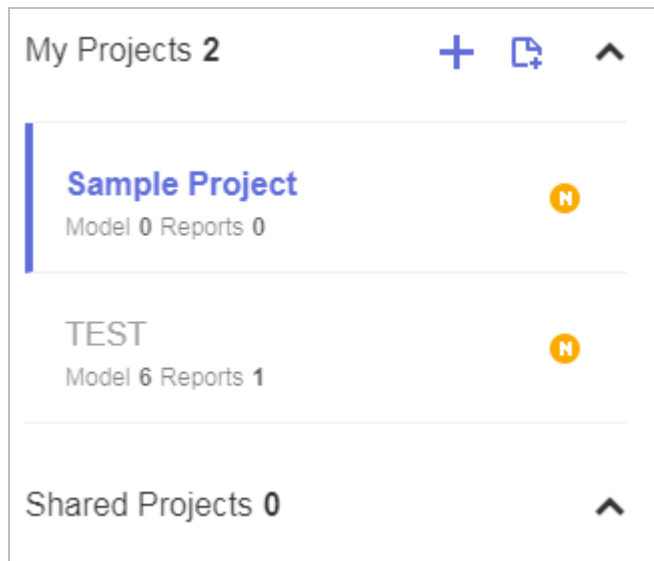 My Projects 2
Sample Project
N
Model 0 Reports 0
TEST
N
Model 6 Reports 1
Shared Projects 0